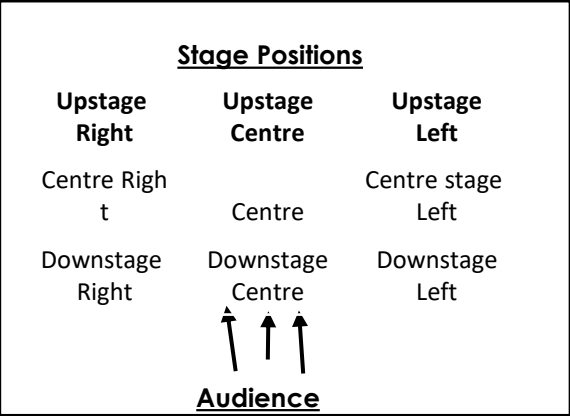 Stage Positions
Upstage Upstage Upstage
Right Centre Left
Centre Righ Centre stage
t Centre Left
Downstage Downstage Downstage
Right Centre Left
Audience